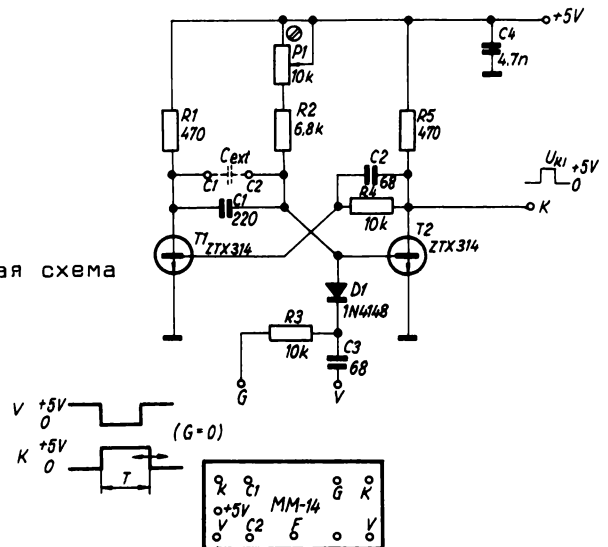 +5V
P1
10k
C4
4.7n
R1
470
R2
6,8k
R5
470
Cext
C1
C2
C2
68
R4
10k
UK1
+5V
0
C1
220
K
T1
ZTX314
T2
ZTX314
ая схема
D1
1N4148
R3
10k
C3
68
G
V
V +5V
0
(G=0)
K +5V
0
T
K C1 G K
MM-14
+5V
V C2 E V